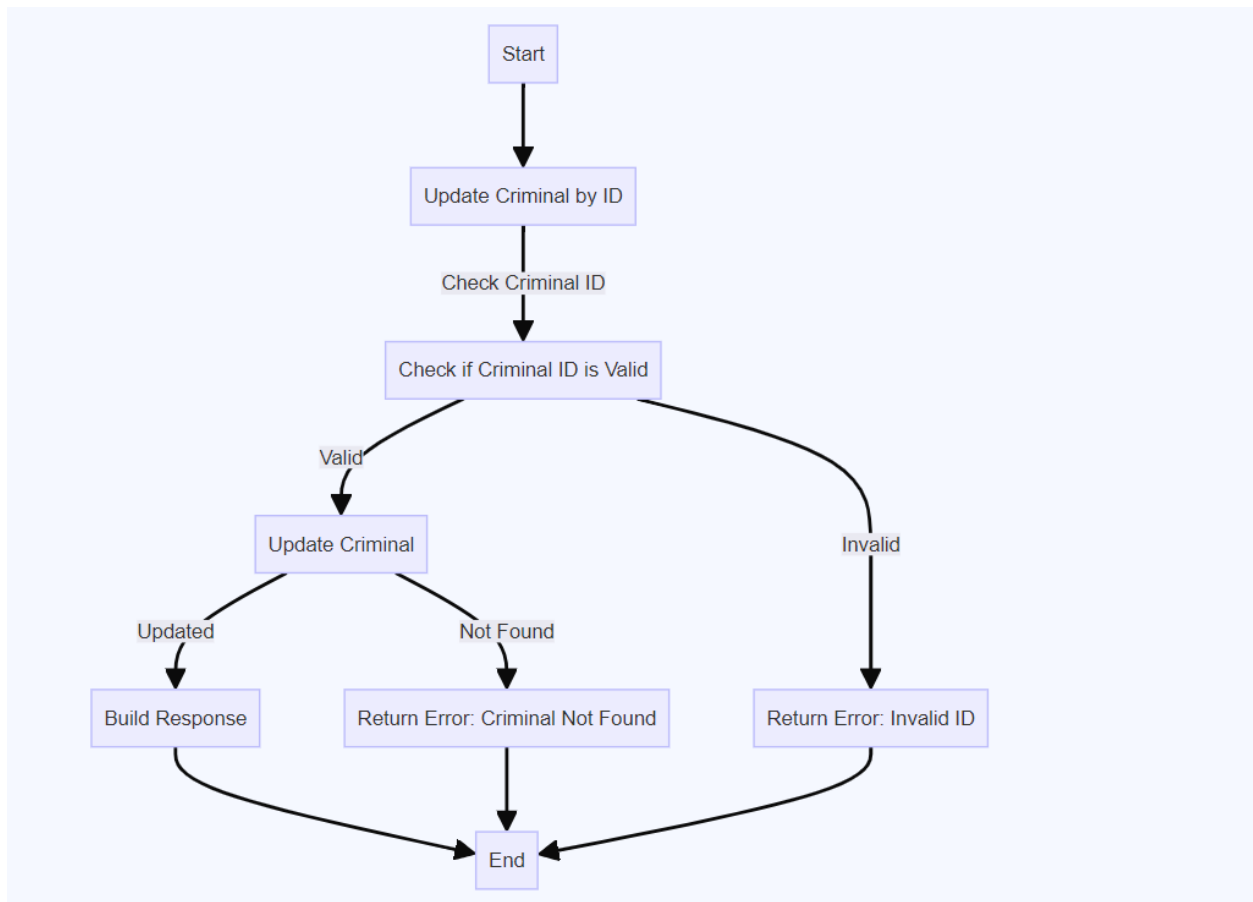 Start
Update Criminal by ID
Check Criminal ID
Check if Criminal ID is Valid
Valid
Update Criminal
Invalid
Updated
Not Found
Build Response
Return Error: Criminal Not Found
Return Error: Invalid ID
End